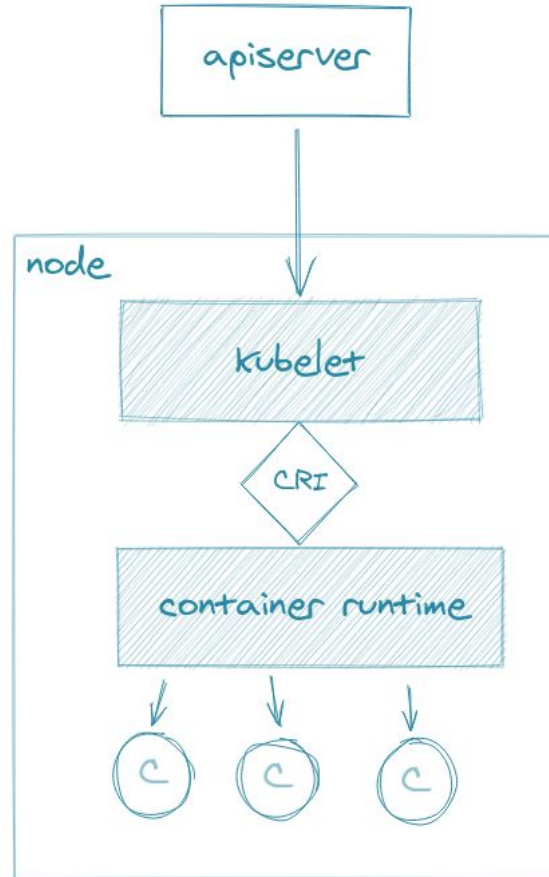 apiserver
node
kubelet
CRI
container runtime
C
C
C